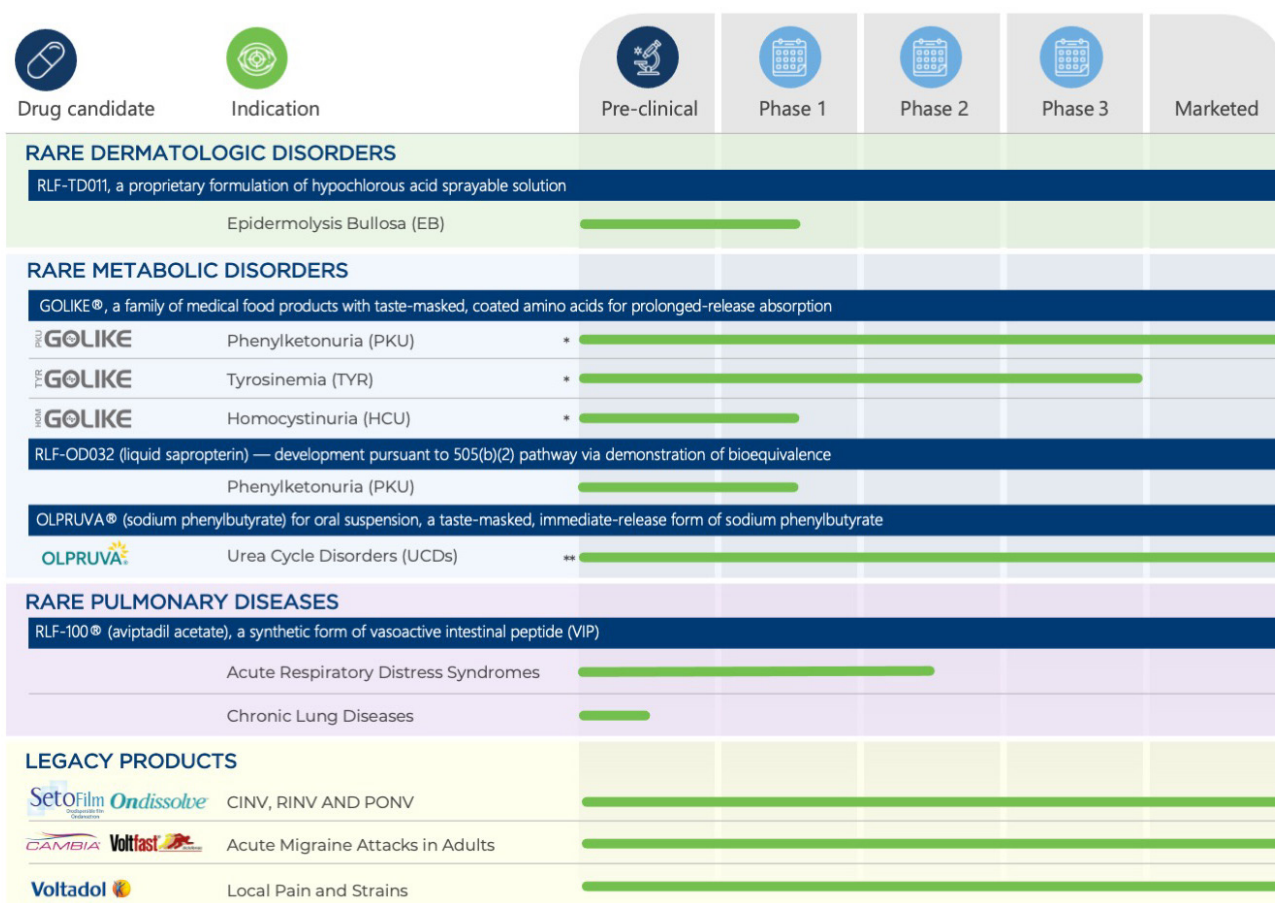 Drug candidate Indication Pre-clinical Phase 1 Phase 2 Phase 3 Marketed
RARE DERMATOLOGIC DISORDERS
RLF-TD011, a proprietary formulation of hypochlorous acid sprayable solution
Epidermolysis Bullosa (EB)
RARE METABOLIC DISORDERS
GOLIKE®, a family of medical food products with taste-masked, coated amino acids for prolonged-release absorption
PKU GOLIKE Phenylketonuria (PKU) *
TYR GOLIKE Tyrosinemia (TYR) *
HOM GOLIKE Homocystinuria (HCU) *
RLF-OD032 (liquid sapropterin) — development pursuant to 505(b)(2) pathway via demonstration of bioequivalence
Phenylketonuria (PKU)
OLPRUVA® (sodium phenylbutyrate) for oral suspension, a taste-masked, immediate-release form of sodium phenylbutyrate
OLPRUVA® Urea Cycle Disorders (UCDs) **
RARE PULMONARY DISEASES
RLF-100® (aviptadil acetate), a synthetic form of vasoactive intestinal peptide (VIP)
Acute Respiratory Distress Syndromes
Chronic Lung Diseases
LEGACY PRODUCTS
SetoFilm Ondissolve CINV, RINV AND PONV
CAMBIA Voltfast Acute Migraine Attacks in Adults
Voltadol Local Pain and Strains